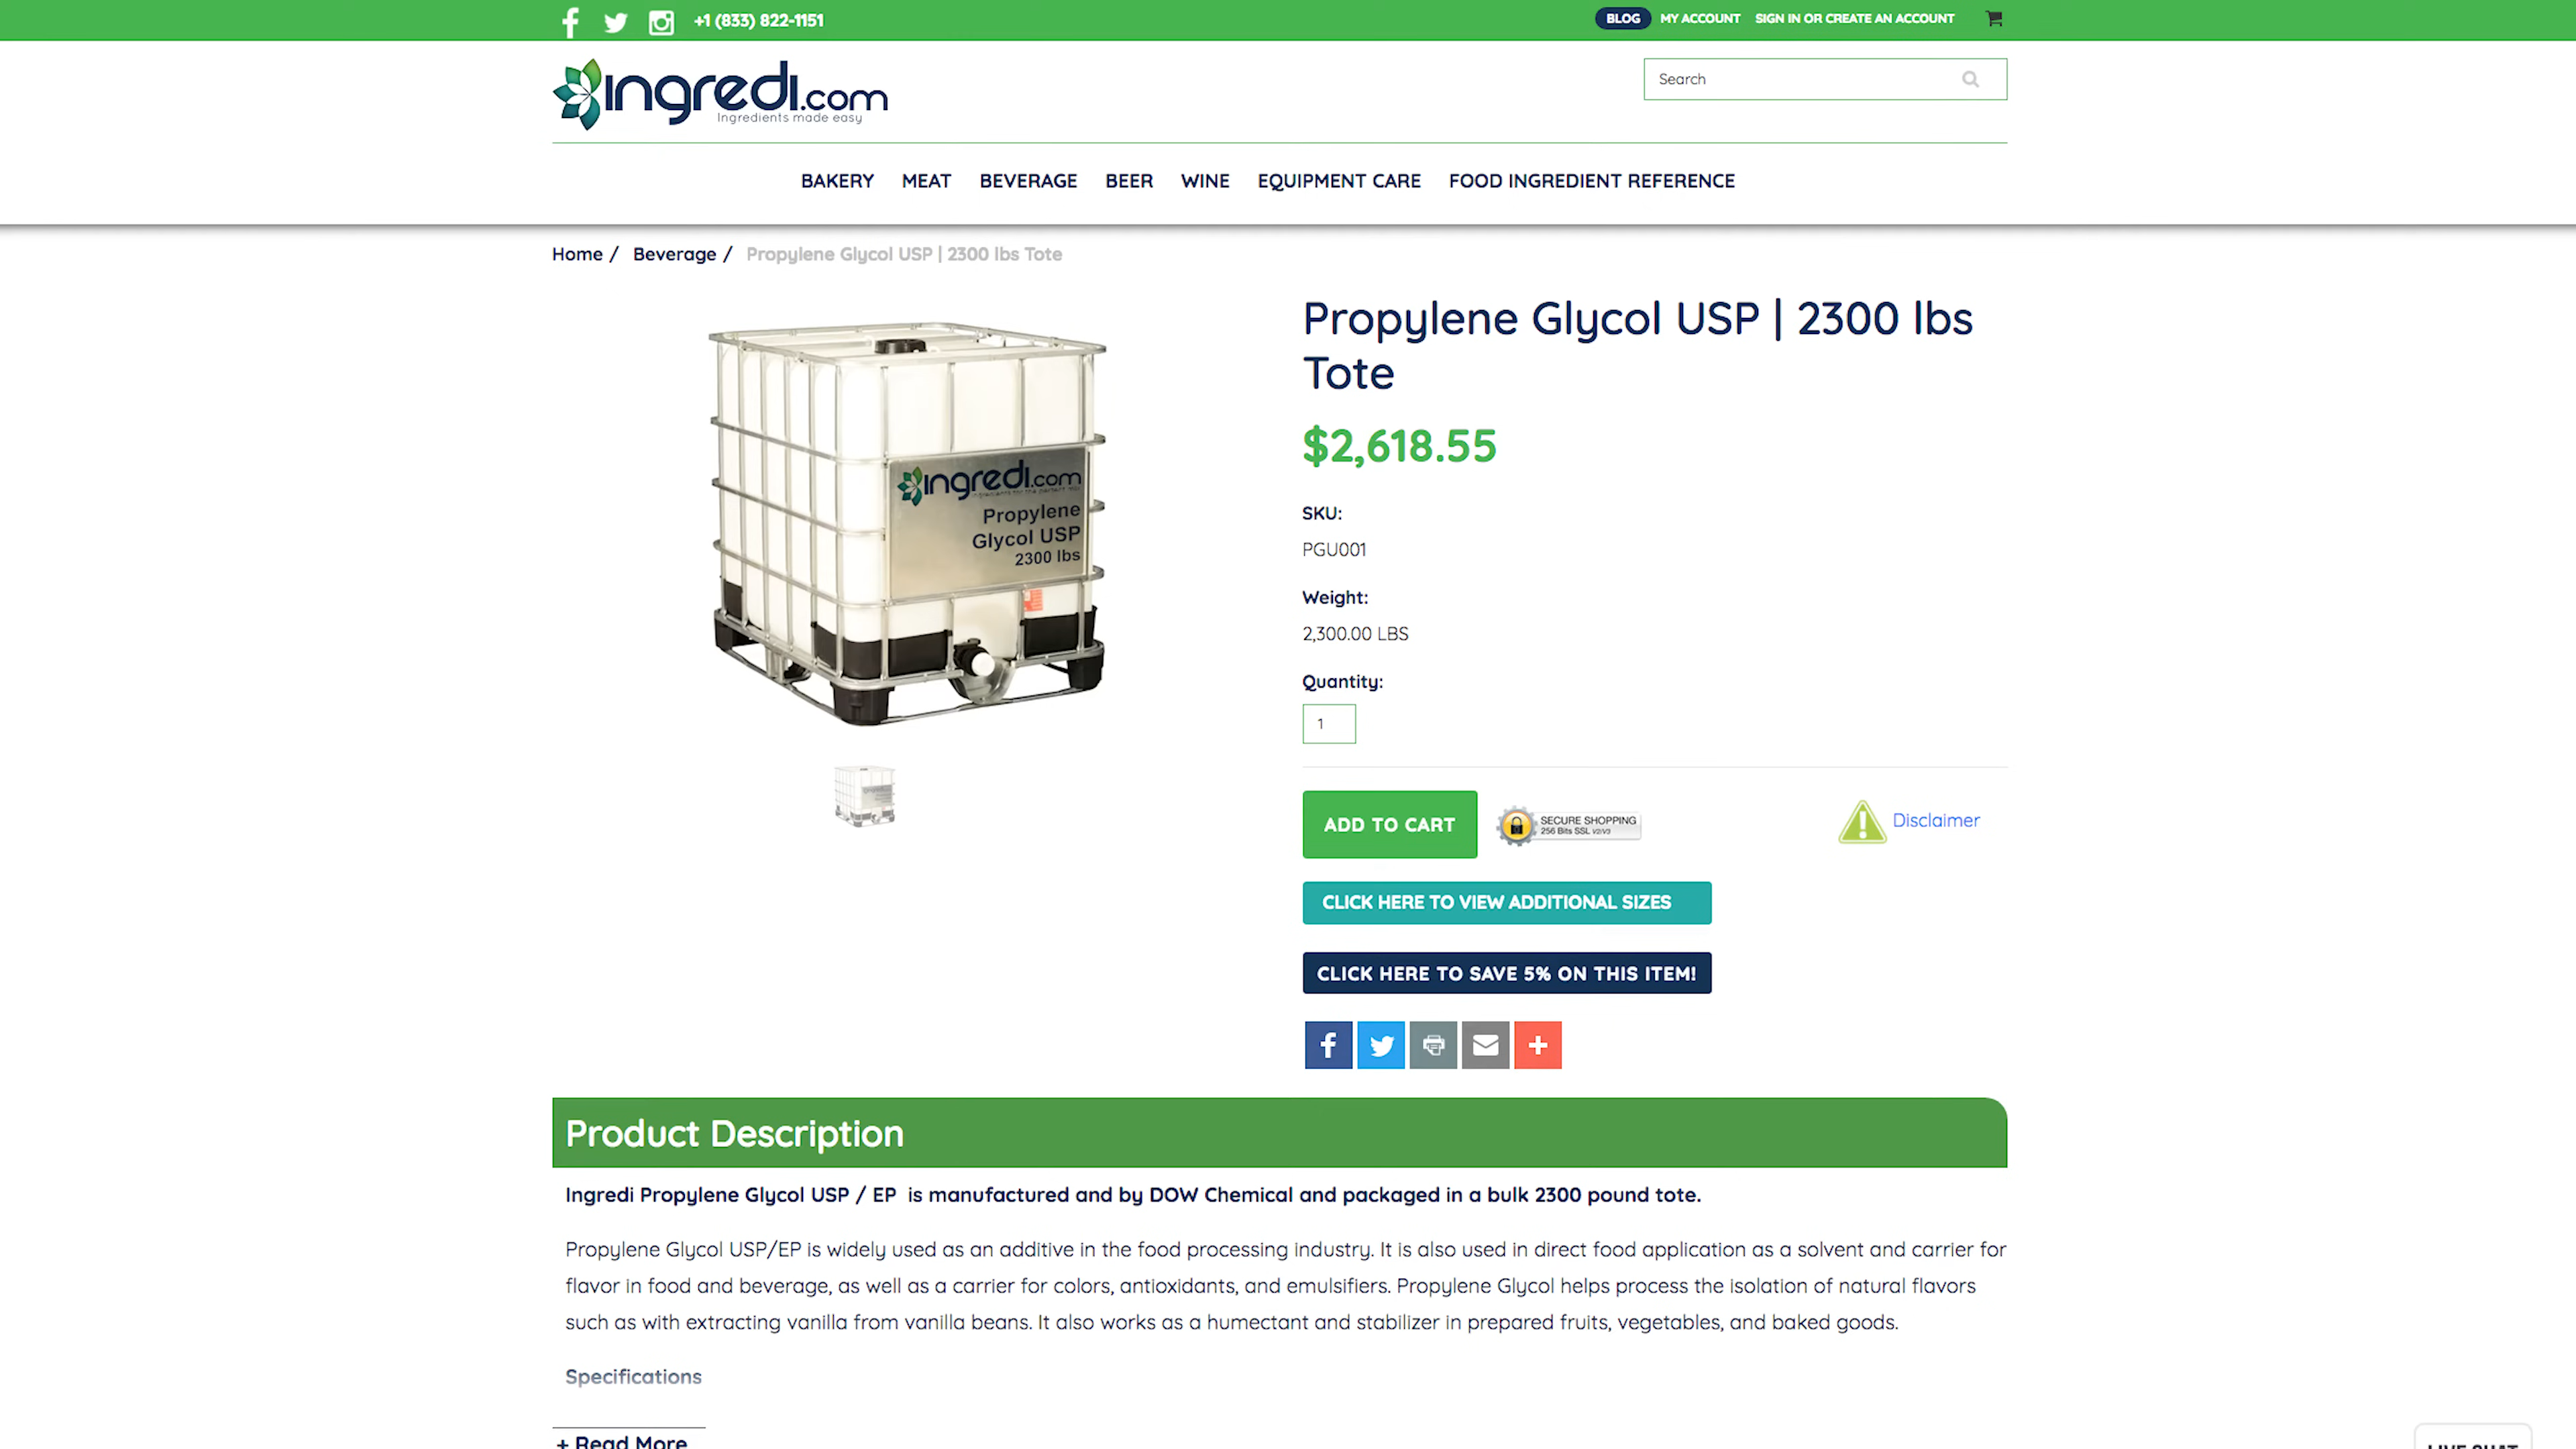 +1 (833) 822-1151
BLOG MY ACCOUNT SIGN IN OR CREATE AN ACCOUNT
ingredi.com
Ingredients made easy
Search
BAKERY MEAT BEVERAGE BEER WINE EQUIPMENT CARE FOOD INGREDIENT REFERENCE
Home / Beverage / Propylene Glycol USP | 2300 lbs Tote
ingredi.com
Propylene
Glycol USP
2300 lbs
Propylene Glycol USP | 2300 lbs
Tote
$2,618.55
SKU:
PGU001
Weight:
2,300.00 LBS
Quantity:
1
ADD TO CART
SECURE SHOPPING
256 Bits SSL V2/V3
Disclaimer
CLICK HERE TO VIEW ADDITIONAL SIZES
CLICK HERE TO SAVE 5% ON THIS ITEM!
Product Description
Ingredi Propylene Glycol USP / EP is manufactured and by DOW Chemical and packaged in a bulk 2300 pound tote.
Propylene Glycol USP/EP is widely used as an additive in the food processing industry. It is also used in direct food application as a solvent and carrier for
flavor in food and beverage, as well as a carrier for colors, antioxidants, and emulsifiers. Propylene Glycol helps process the isolation of natural flavors
such as with extracting vanilla from vanilla beans. It also works as a humectant and stabilizer in prepared fruits, vegetables, and baked goods.
Specifications
+ Read More
LIVE CHAT